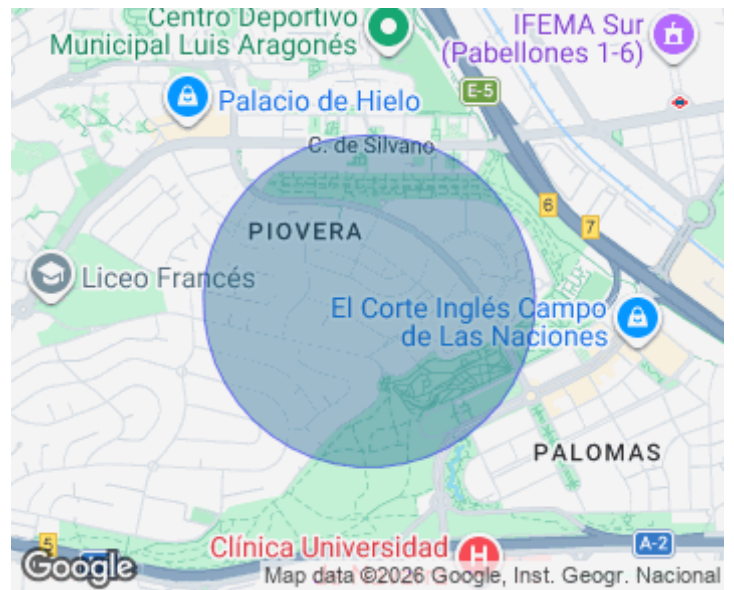 Centro Deportivo
Municipal Luis Aragonés
IFEMA Sur
(Pabellones 1-6)
E-5
Palacio de Hielo
C. de Silvano
6
7
PIOVERA
Liceo Francés
El Corte Inglés Campo
de Las Naciones
PALOMAS
5
A-2
Clínica Universidad
Google
Map data ©2026 Google, Inst. Geogr. Nacional